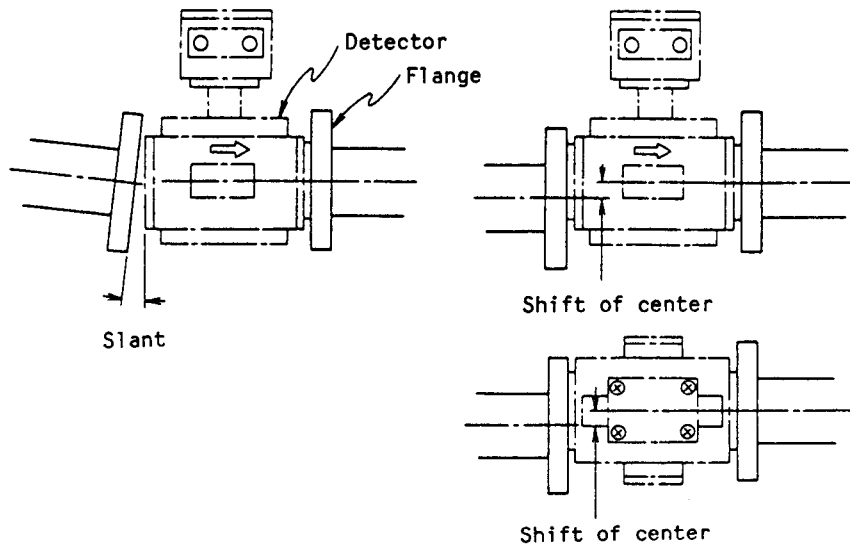 Detector
Flange
Slant
Shift of center
Shift of center